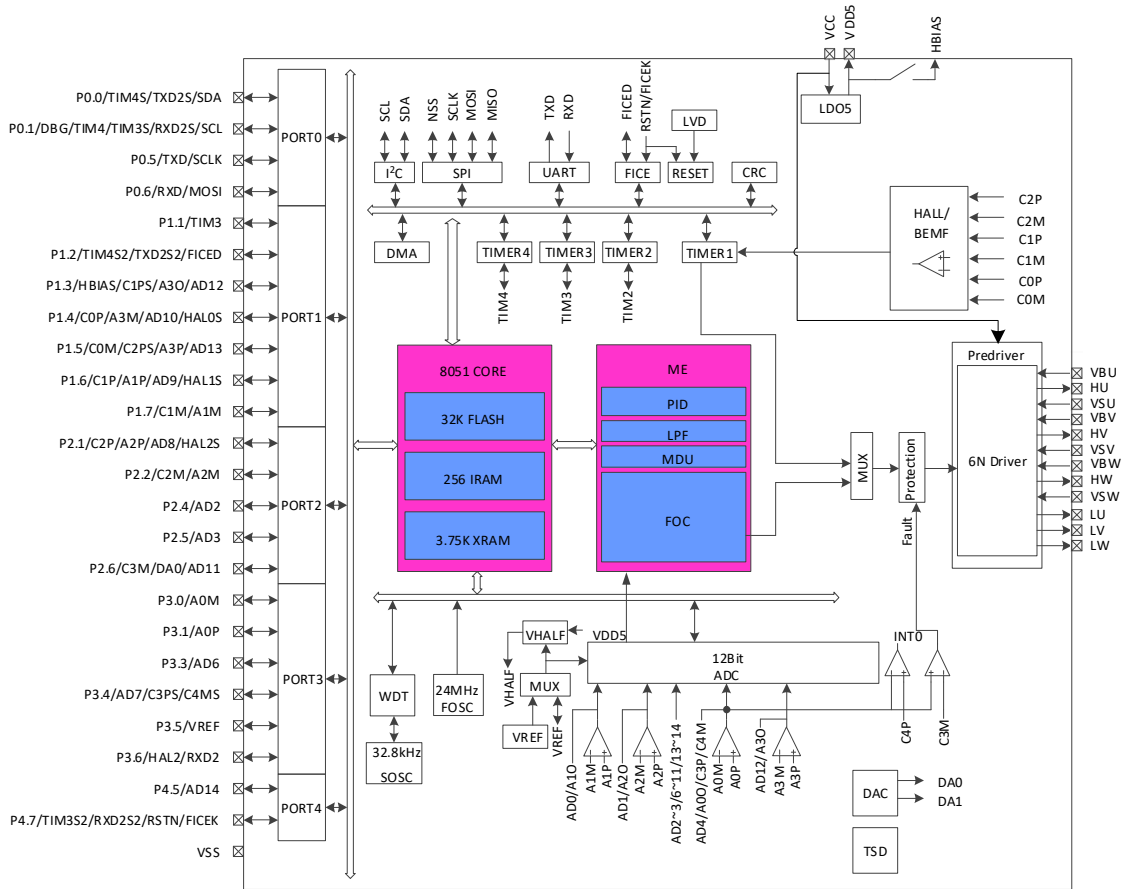 VCC
VDD5
HBIAS
LDO5
P0.0/TIM4S/TXD2S/SDA
P0.1/DBG/TIM4/TIM3S/RXD2S/SCL
P0.5/TXD/SCLK
P0.6/RXD/MOSI
P1.1/TIM3
P1.2/TIM4S2/TXD2S/FICED
P1.3/HBIAS/C1PS/A3O/AD12
P1.4/C0P/A3M/AD10/HAL0S
P1.5/C0M/C2PS/A3P/AD13
P1.6/C1P/A1P/AD9/HAL1S
P1.7/C1M/A1M
P2.1/C2P/A2P/AD8/HAL2S
P2.2/C2M/A2M
P2.4/AD2
P2.5/AD3
P2.6/C3M/DA0/AD11
P3.0/A0M
P3.1/A0P
P3.3/AD6
P3.4/AD7/C3PS/C4MS
P3.5/VREF
P3.6/HAL2/RXD2
P4.5/AD14
P4.7/TIM3S2/RXD2S2/RSTN/FICEK
VSS
PORT0
PORT1
PORT2
PORT3
PORT4
SCL
SDA
NSS
SCLK
MOSI
MISO
TXD
RXD
FICED
RSTN/FICEK
LVD
I²C
SPI
UART
FICE
RESET
CRC
DMA
TIMER4
TIMER3
TIMER2
TIMER1
TIM4
TIM3
TIM2
HALL/
BEMF
C2P
C2M
C1P
C1M
C0P
C0M
8051 CORE
32K FLASH
256 IRAM
3.75K XRAM
ME
PID
LPF
MDU
FOC
MUX
Protection
Fault
Predriver
6N Driver
VBU
HU
VSU
VBV
HV
VSV
VBW
HW
VSW
LU
LV
LW
WDT
32.8kHz
SOSC
24MHz
FOSC
VHALF
VDD5
VHALF
MUX
VREF
VREF
12Bit
ADC
INT0
AD0/A1O
A1M
A1P
AD1/A2O
A2M
A2P
AD2~3/6~11/13~14
AD4/A0O/C3P/C4M
A0M
A0P
AD12/A3O
A3M
A3P
C4P
C3M
DAC
DA0
DA1
TSD